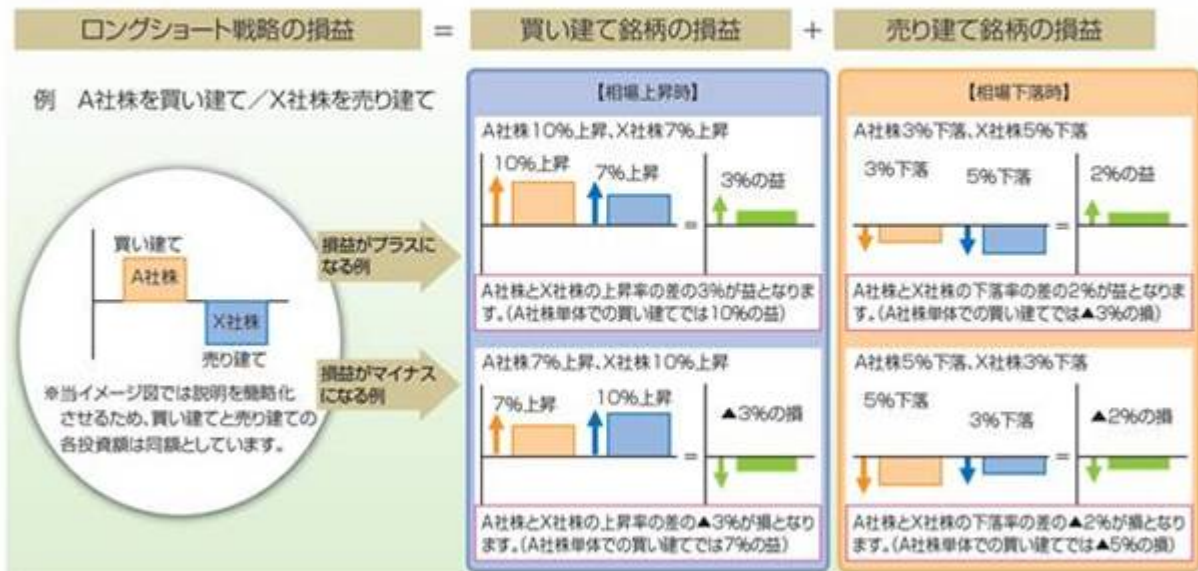 ロングショート戦略の損益 = 買い建て銘柄の損益 + 売り建て銘柄の損益
例 A社株を買い建て/X社株を売り建て
買い建て
A社株
X社株
売り建て
※当イメージ図では説明を簡略化
させるため、買い建てと売り建ての
各投資額は同額としています。
損益がプラスに
なる例
損益がマイナス
になる例
【相場上昇時】
A社株10%上昇、X社株7%上昇
10%上昇 7%上昇 = 3%の益
A社株とX社株の上昇率の差の3%が益となりま
す。(A社株単体での買い建てでは10%の益)
A社株7%上昇、X社株10%上昇
7%上昇 10%上昇 = ▲3%の損
A社株とX社株の上昇率の差の▲3%が損となり
ます。(A社株単体での買い建てでは7%の益)
【相場下落時】
A社株3%下落、X社株5%下落
3%下落 5%下落 = 2%の益
A社株とX社株の下落率の差の2%が益となりま
す。(A社株単体での買い建てでは▲3%の損)
A社株5%下落、X社株3%下落
5%下落 3%下落 = ▲2%の損
A社株とX社株の下落率の差の▲2%が損となり
ます。(A社株単体での買い建てでは▲5%の損)